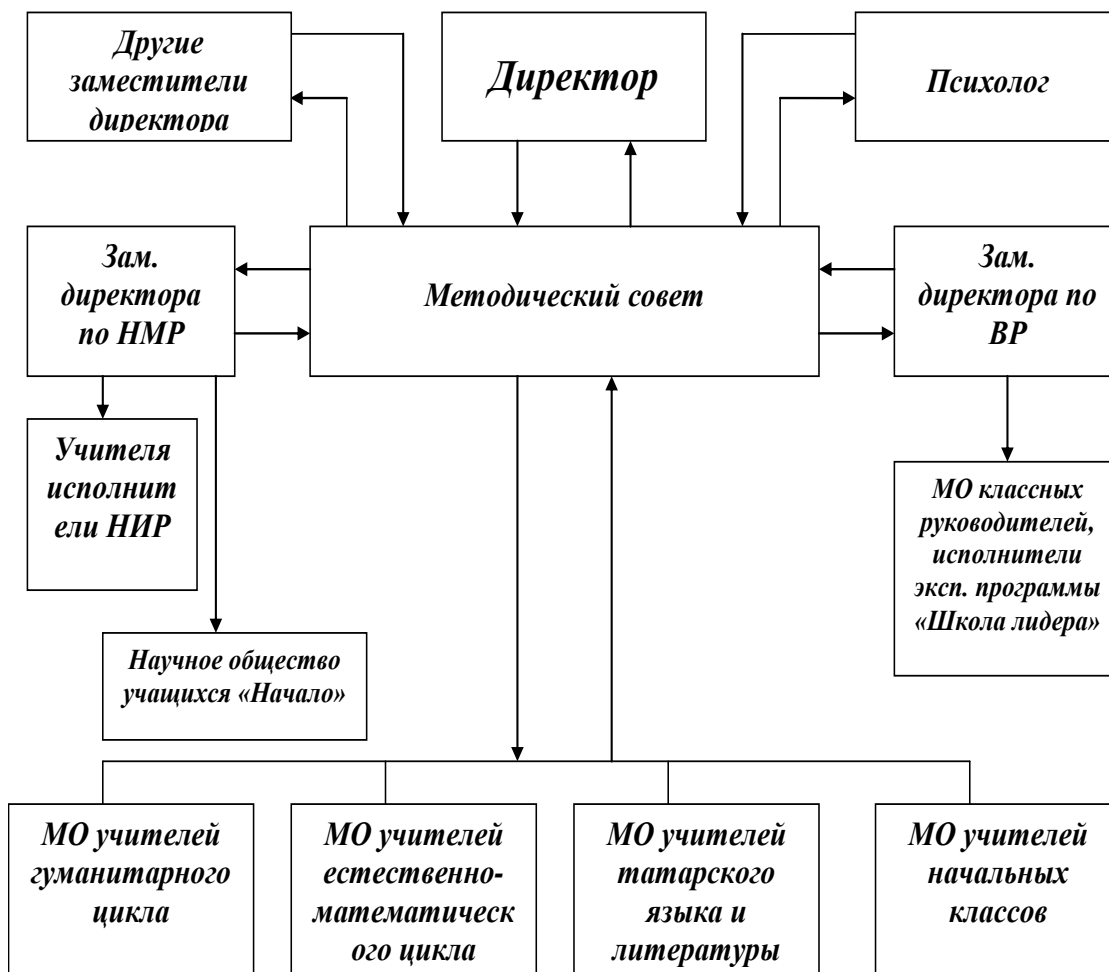 Другие
заместители
директора
Директор
Психолог
Зам.
директора
по НМР
Методический совет
Зам.
директора по
ВР
Учителя
исполнит
ели НИР
МО классных
руководителей,
исполнители
эксп. программы
«Школа лидера»
Научное общество
учащихся «Начало»
МО учителей
гуманитарного
цикла
МО учителей
естественно-
математическ
ого цикла
МО учителей
татарского
языка и
литературы
МО учителей
начальных
классов